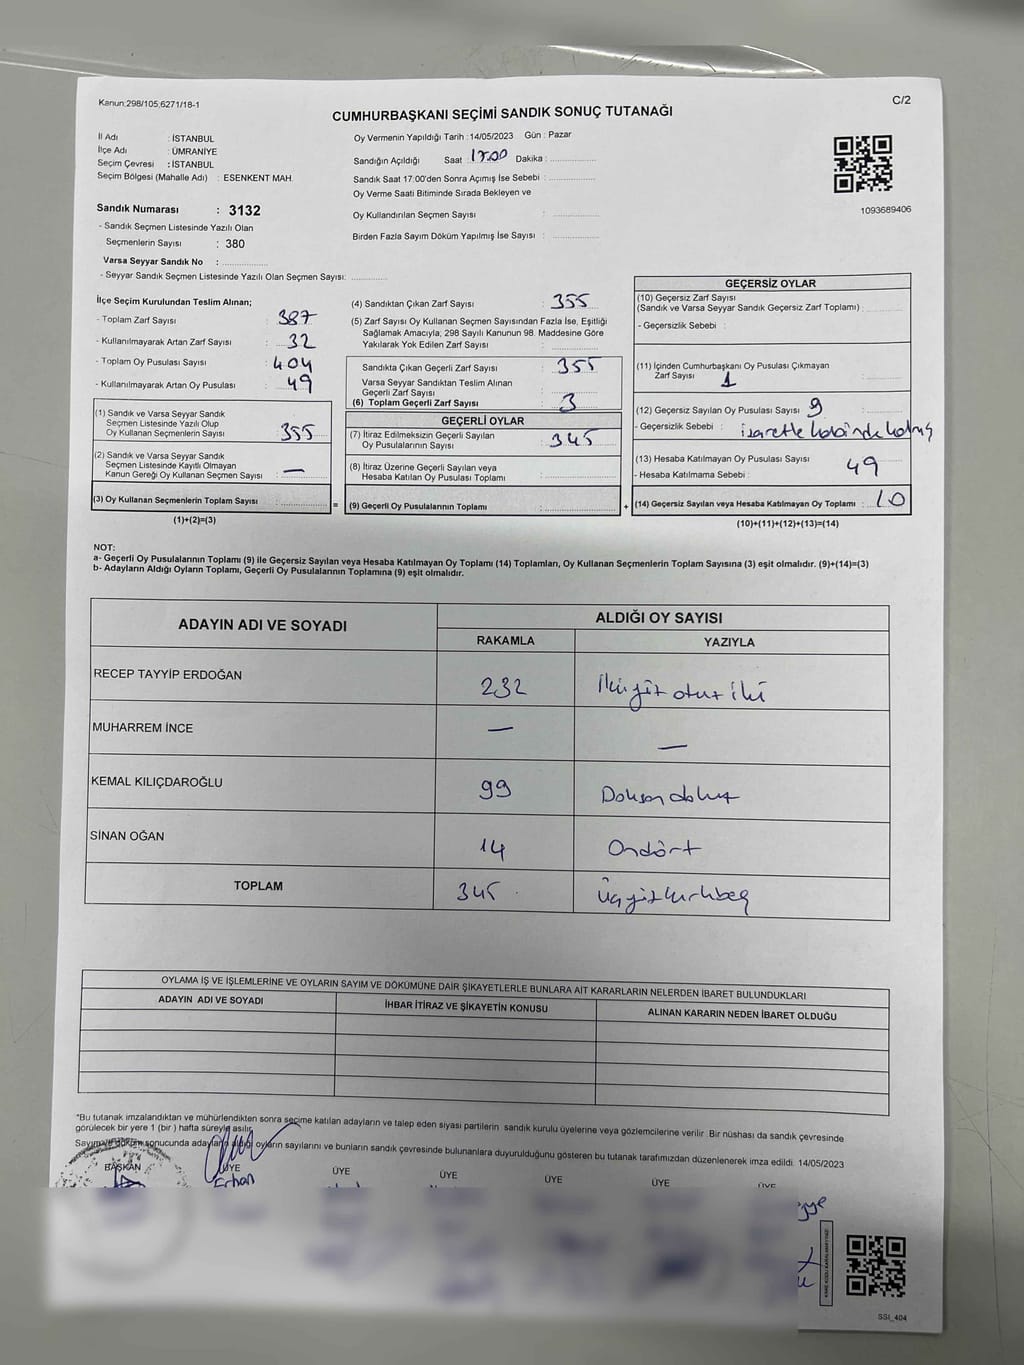 Kanun:298/105;6271/18-1
C/2
CUMHURBAŞKANI SEÇİMİ SANDIK SONUÇ TUTANAĞI
İl Adı : İSTANBUL
İlçe Adı : ÜMRANİYE
Seçim Çevresi : İSTANBUL
Seçim Bölgesi (Mahalle Adı) : ESENKENT MAH.
Sandık Numarası : 3132
- Sandık Seçmen Listesinde Yazılı Olan
Seçmenlerin Sayısı : 380
Varsa Seyyar Sandık No :
- Seyyar Sandık Seçmen Listesinde Yazılı Olan Seçmen Sayısı:
Oy Vermenin Yapıldığı Tarih :14/05/2023 Gün : Pazar
Sandığın Açıldığı Saat : 17:00 Dakika :
Sandık Saat 17:00'den Sonra Açımış İse Sebebi :
Oy Verme Saati Bitiminde Sırada Bekleyen ve
Oy Kullandırılan Seçmen Sayısı :
Birden Fazla Sayım Döküm Yapılmış İse Sayısı :
1093689406
İlçe Seçim Kurulundan Teslim Alınan;
- Toplam Zarf Sayısı : 387
- Kullanılmayarak Artan Zarf Sayısı : 32
- Toplam Oy Pusulası Sayısı : 404
- Kullanılmayarak Artan Oy Pusulası : 49
(1) Sandık ve Varsa Seyyar Sandık
Seçmen Listesinde Yazılı Olup
Oy Kullanan Seçmenlerin Sayısı : 355
(2) Sandık ve Varsa Seyyar Sandık
Seçmen Listesinde Kayıtlı Olmayan
Kanun Gereği Oy Kullanan Seçmen Sayısı : —
(3) Oy Kullanan Seçmenlerin Toplam Sayısı :
(1)+(2)=(3)
(4) Sandıktan Çıkan Zarf Sayısı : 355
(5) Zarf Sayısı Oy Kullanan Seçmen Sayısından Fazla İse, Eşitliği
Sağlamak Amacıyla, 298 Sayılı Kanunun 98. Maddesine Göre
Yakılarak Yok Edilen Zarf Sayısı :
Sandıkta Çıkan Geçerli Zarf Sayısı : 355
Varsa Seyyar Sandıktan Teslim Alınan
Geçerli Zarf Sayısı :
(6) Toplam Geçerli Zarf Sayısı : 3
GEÇERLİ OYLAR
(7) İtiraz Edilmeksizin Geçerli Sayılan
Oy Pusulalarının Sayısı : 345
(8) İtiraz Üzerine Geçerli Sayılan veya
Hesaba Katılan Oy Pusulası Toplamı :
= (9) Geçerli Oy Pusulalarının Toplamı : +
GEÇERSİZ OYLAR
(10) Geçersiz Zarf Sayısı
(Sandık ve Varsa Seyyar Sandık Geçersiz Zarf Toplamı) :
- Geçersizlik Sebebi :
(11) İçinden Cumhurbaşkanı Oy Pusulası Çıkmayan
Zarf Sayısı 1 :
(12) Geçersiz Sayılan Oy Pusulası Sayısı 9 :
- Geçersizlik Sebebi :
(13) Hesaba Katılmayan Oy Pusulası Sayısı : 49
- Hesaba Katılmama Sebebi :
(14) Geçersiz Sayılan veya Hesaba Katılmayan Oy Toplamı : 10
(10)+(11)+(12)+(13)=(14)
NOT:
a- Geçerli Oy Pusulalarının Toplamı (9) ile Geçersiz Sayılan veya Hesaba Katılmayan Oy Toplamı (14) Toplamları, Oy Kullanan Seçmenlerin Toplam Sayısına (3) eşit olmalıdır. (9)+(14)=(3)
b- Adayların Aldığı Oyların Toplamı, Geçerli Oy Pusulalarının Toplamına (9) eşit olmalıdır.
ADAYIN ADI VE SOYADI
ALDIĞI OY SAYISI
RAKAMLA YAZIYLA
RECEP TAYYİP ERDOĞAN 232 İkiyüz otuz iki
MUHARREM İNCE — —
KEMAL KILIÇDAROĞLU 99 Doksan dokuz
SİNAN OĞAN 14 Ondört
TOPLAM 345 Üçyüzkırkbeş
OYLAMA İŞ VE İŞLEMLERİNE VE OYLARIN SAYIM VE DÖKÜMÜNE DAİR ŞİKAYETLERLE BUNLARA AİT KARARLARIN NELERDEN İBARET BULUNDUKLARI
ADAYIN ADI VE SOYADI İHBAR İTİRAZ VE ŞİKAYETİN KONUSU ALINAN KARARIN NEDEN İBARET OLDUĞU
"Bu tutanak imzalandıktan ve mühürlendikten sonra seçime katılan adayların ve talep eden siyasi partilerin sandık kurulu üyelerine veya gözlemcilerine verilir .Bir nüshası da sandık çevresinde
görülecek bir yere 1 (bir ) hafta süreyle asılır.
Sayım ve döküm sonucunda adayların aldığı oyların sayılarını ve bunların sandık çevresinde bulunanlara duyurulduğunu gösteren bu tutanak tarafımızdan düzenlenerek imza edildi. 14/05/2023
BAŞKAN ÜYE ÜYE ÜYE ÜYE ÜYE ÜYE
Erhan
SSI_404